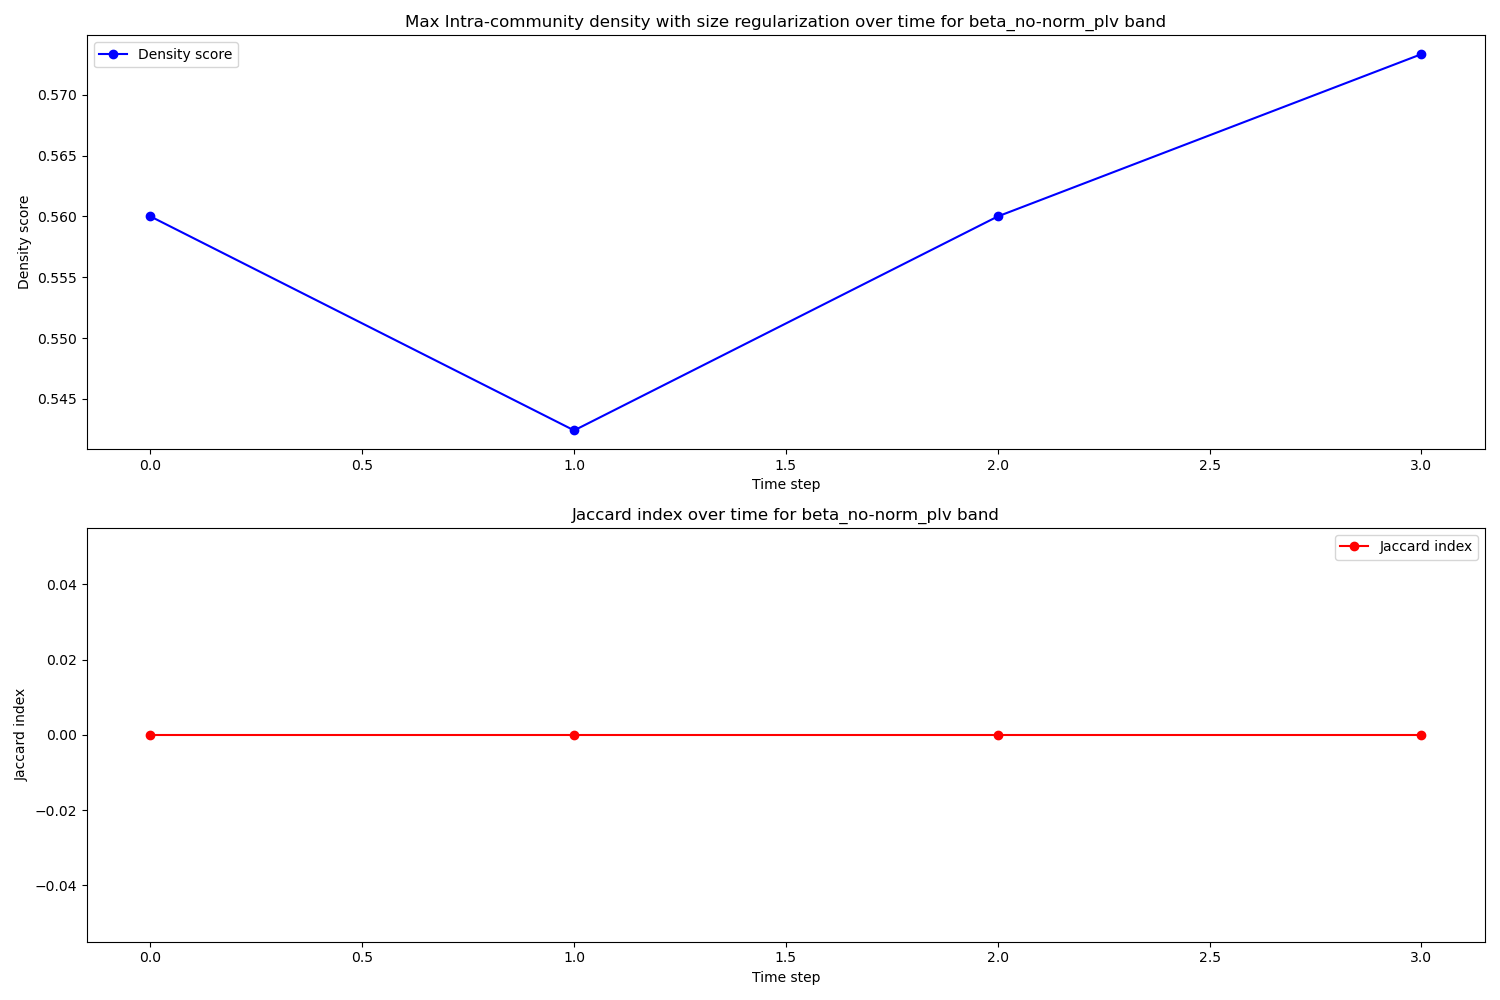 Max Intra-community density with size regularization over time for beta_no-norm_plv band
Density score
0.570
0.565
0.560
0.555
0.550
0.545
Density score
0.0 0.5 1.0 1.5 2.0 2.5 3.0
Time step
Jaccard index over time for beta_no-norm_plv band
Jaccard index
0.04
0.02
0.00
−0.02
−0.04
Jaccard index
0.0 0.5 1.0 1.5 2.0 2.5 3.0
Time step